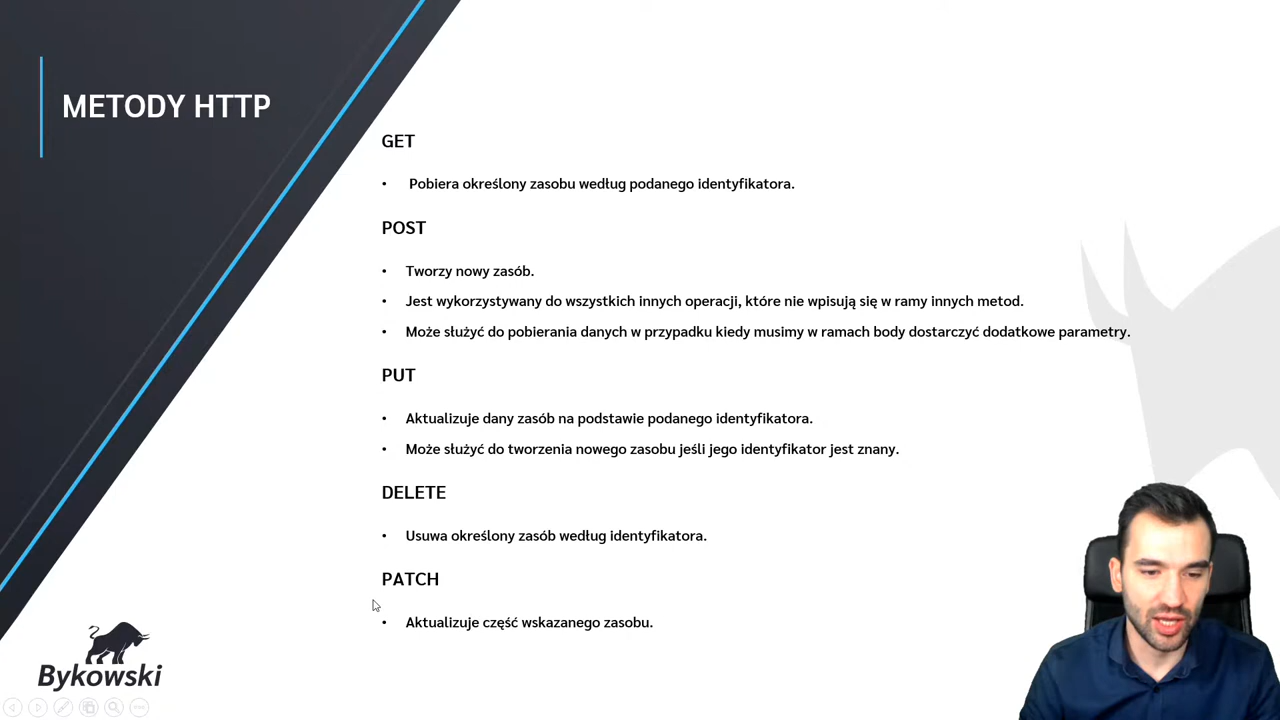 METODY HTTP
GET
• Pobiera określony zasobu według podanego identyfikatora.
POST
• Tworzy nowy zasób.
• Jest wykorzystywany do wszystkich innych operacji, które nie wpisują się w ramy innych metod.
• Może służyć do pobierania danych w przypadku kiedy musimy w ramach body dostarczyć dodatkowe parametry.
PUT
• Aktualizuje dany zasób na podstawie podanego identyfikatora.
• Może służyć do tworzenia nowego zasobu jeśli jego identyfikator jest znany.
DELETE
• Usuwa określony zasób według identyfikatora.
PATCH
• Aktualizuje część wskazanego zasobu.
Bykowski